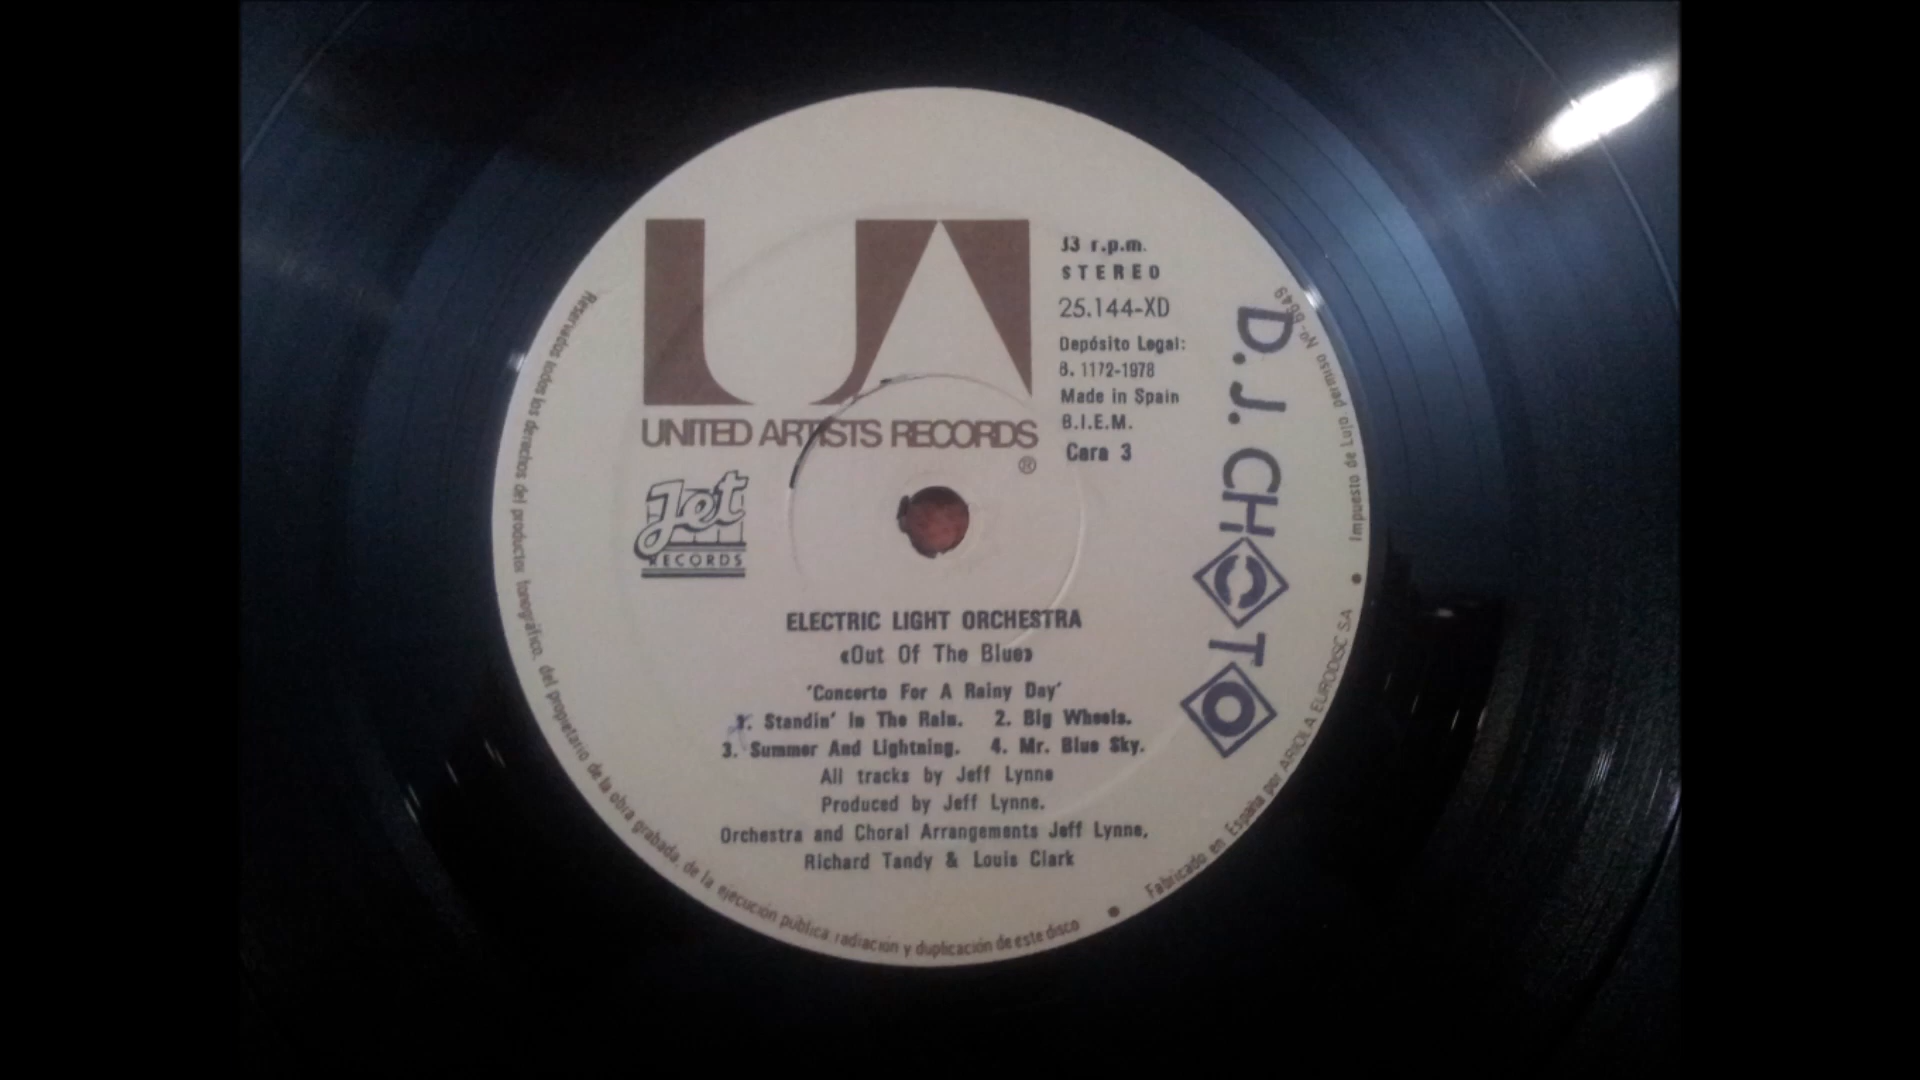 UA
UNITED ARTISTS RECORDS
®
33 r.p.m.
STEREO
25.144-XD
Depósito Legal:
B. 1172-1978
Made in Spain
B.I.E.M.
Cara 3
Jet
RECORDS
D.J. CHOTO
ELECTRIC LIGHT ORCHESTRA
«Out Of The Blue»
'Concerto For A Rainy Day'
1. Standin' In The Rain. 2. Big Wheels.
3. Summer And Lightning. 4. Mr. Blue Sky.
All tracks by Jeff Lynne
Produced by Jeff Lynne.
Orchestra and Choral Arrangements Jeff Lynne,
Richard Tandy & Louis Clark
Reservados todos los derechos del productor fonográfico, del propietario de la obra grabada, de la ejecución pública, radiación y duplicación de este disco • Fabricado en España por ARIOLA EURODISC SA • Impuesto de Lujo, permiso Nº. 6649